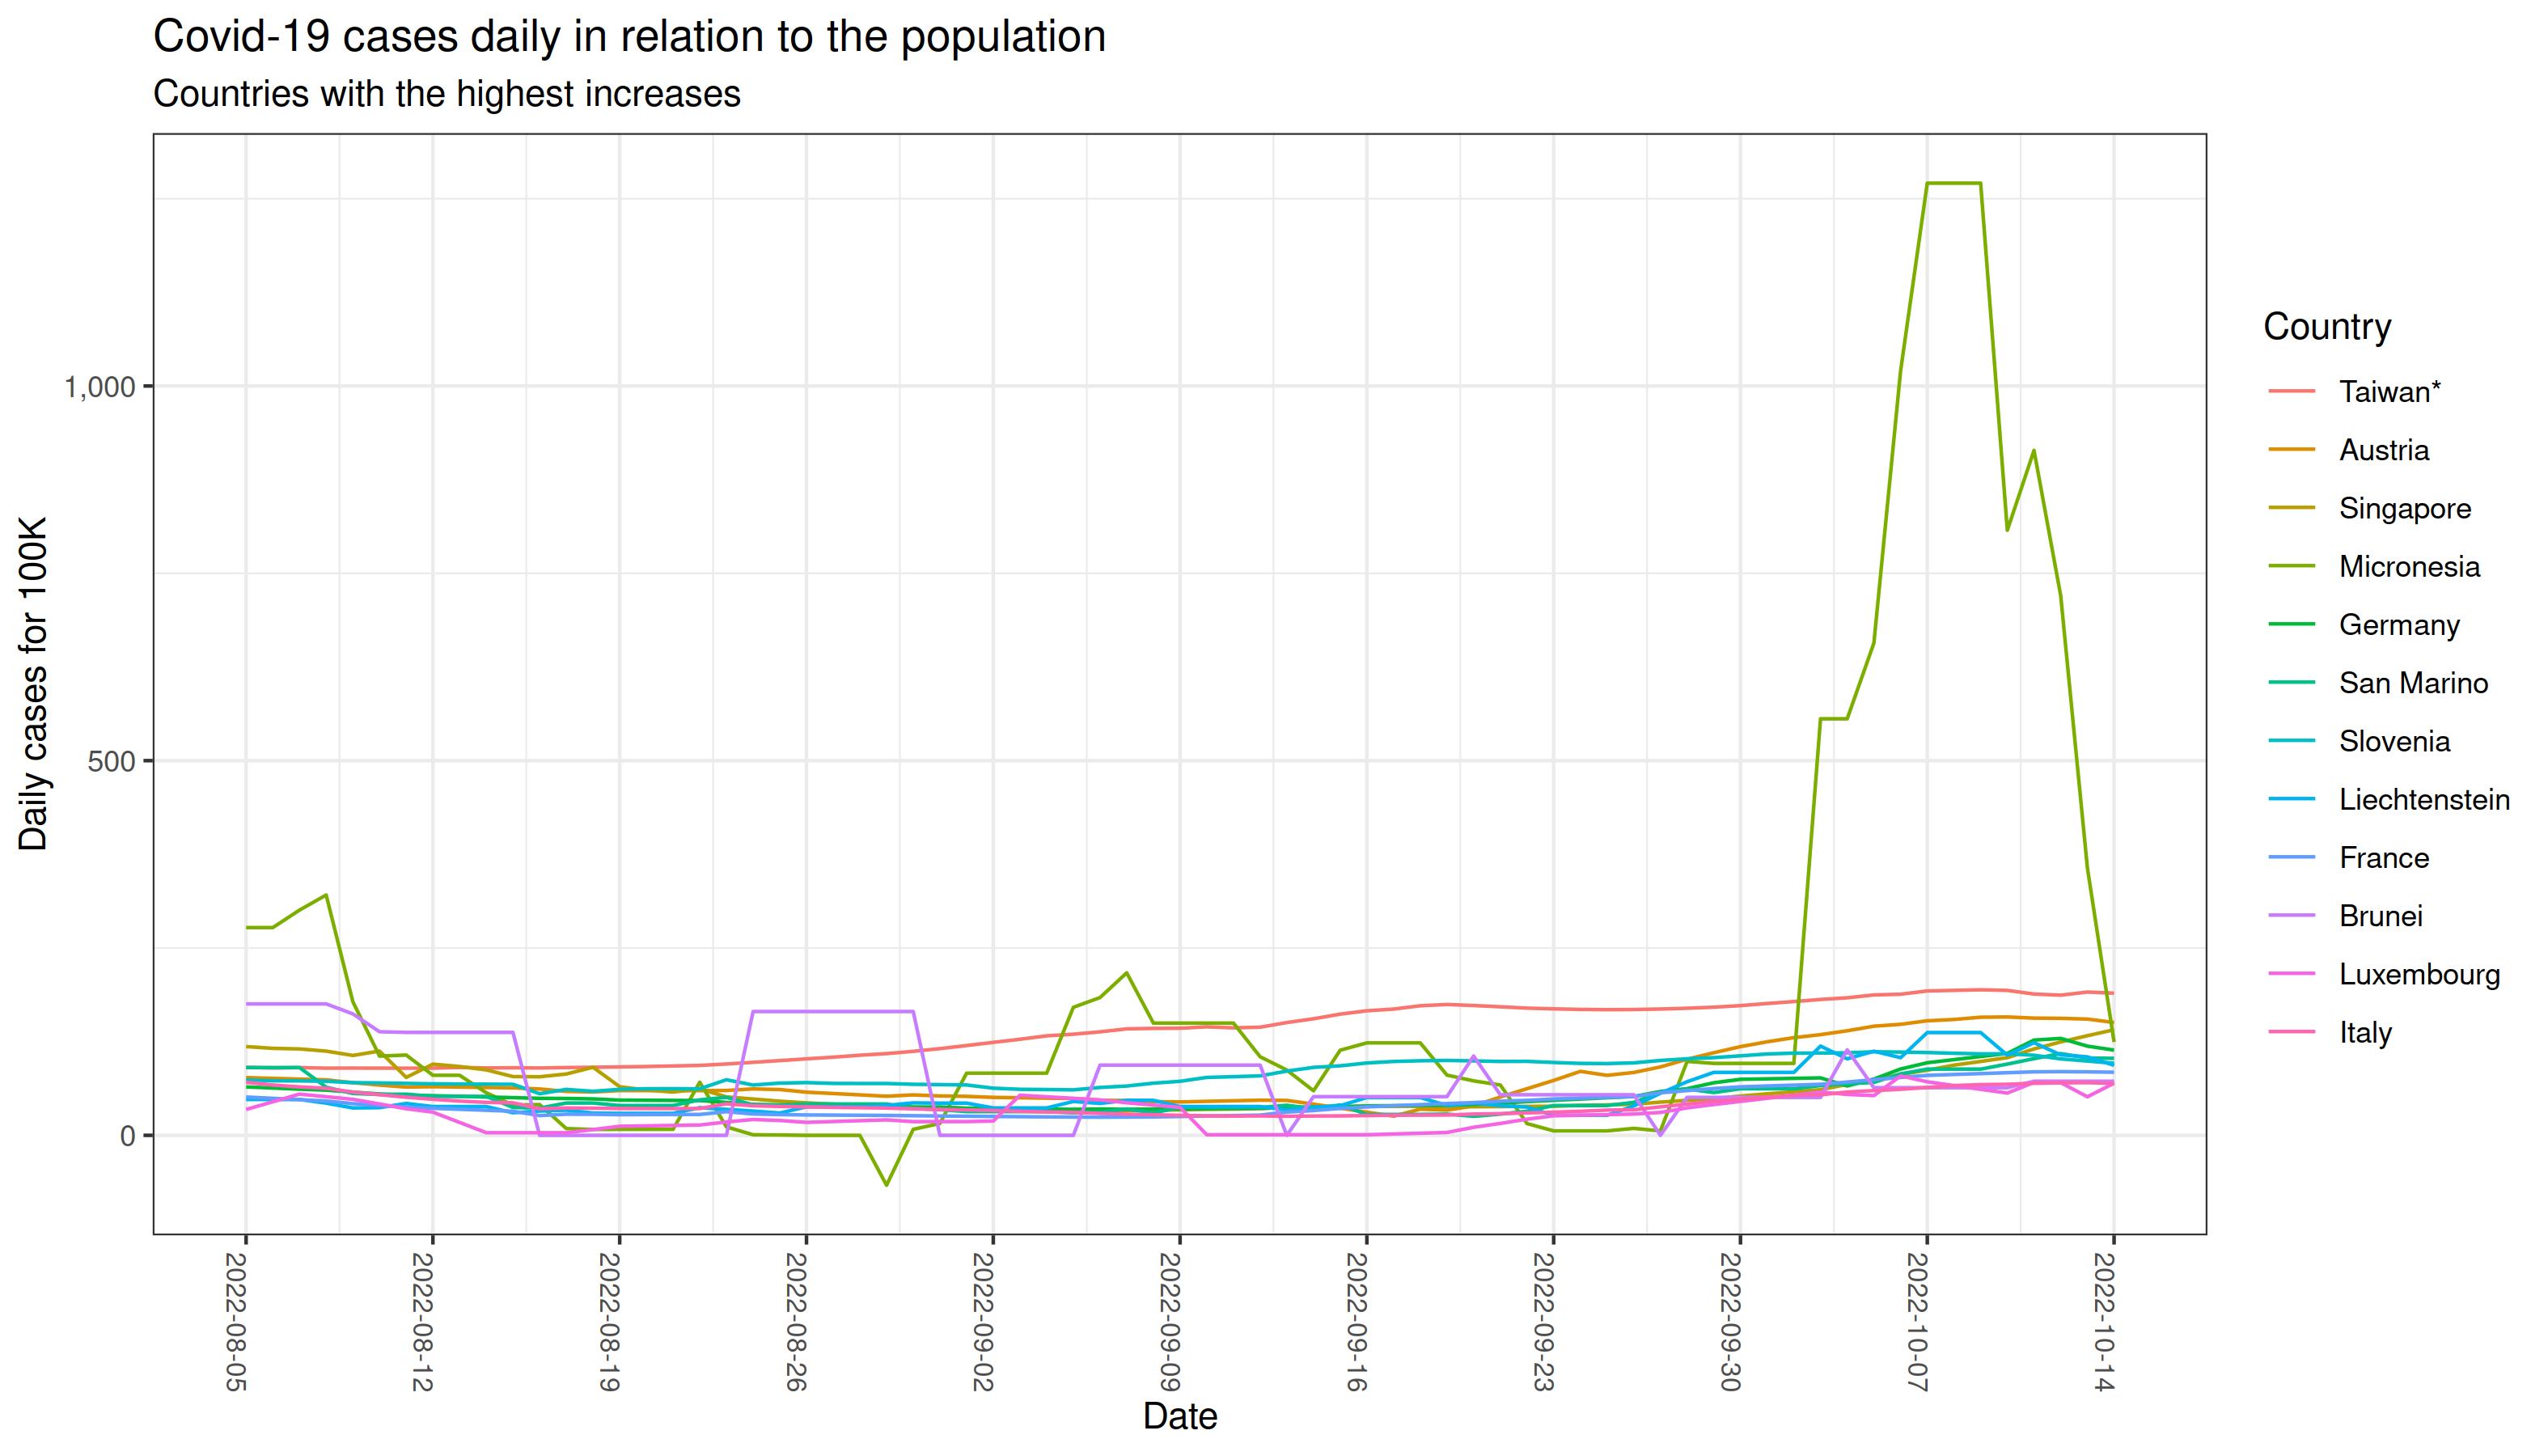 Covid-19 cases daily in relation to the population
Countries with the highest increases
Daily cases for 100K
1,000
500
0
2022-08-05
2022-08-12
2022-08-19
2022-08-26
2022-09-02
2022-09-09
2022-09-16
2022-09-23
2022-09-30
2022-10-07
2022-10-14
Date
Country
Taiwan*
Austria
Singapore
Micronesia
Germany
San Marino
Slovenia
Liechtenstein
France
Brunei
Luxembourg
Italy